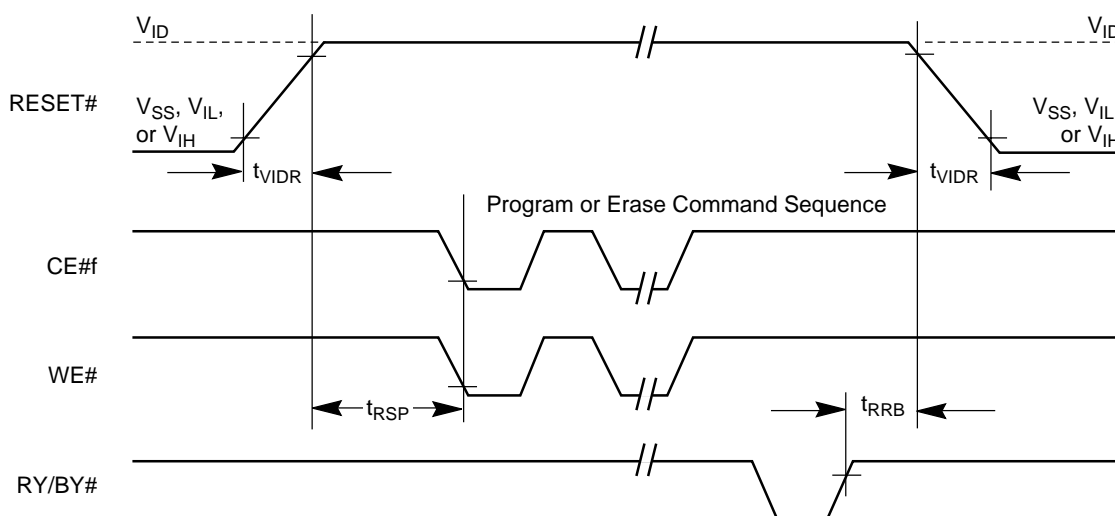 VID
VID
RESET#
VSS, VIL,
or VIH
VSS, VIL
or VIH
tVIDR
tVIDR
Program or Erase Command Sequence
CE#f
WE#
tRSP
tRRB
RY/BY#